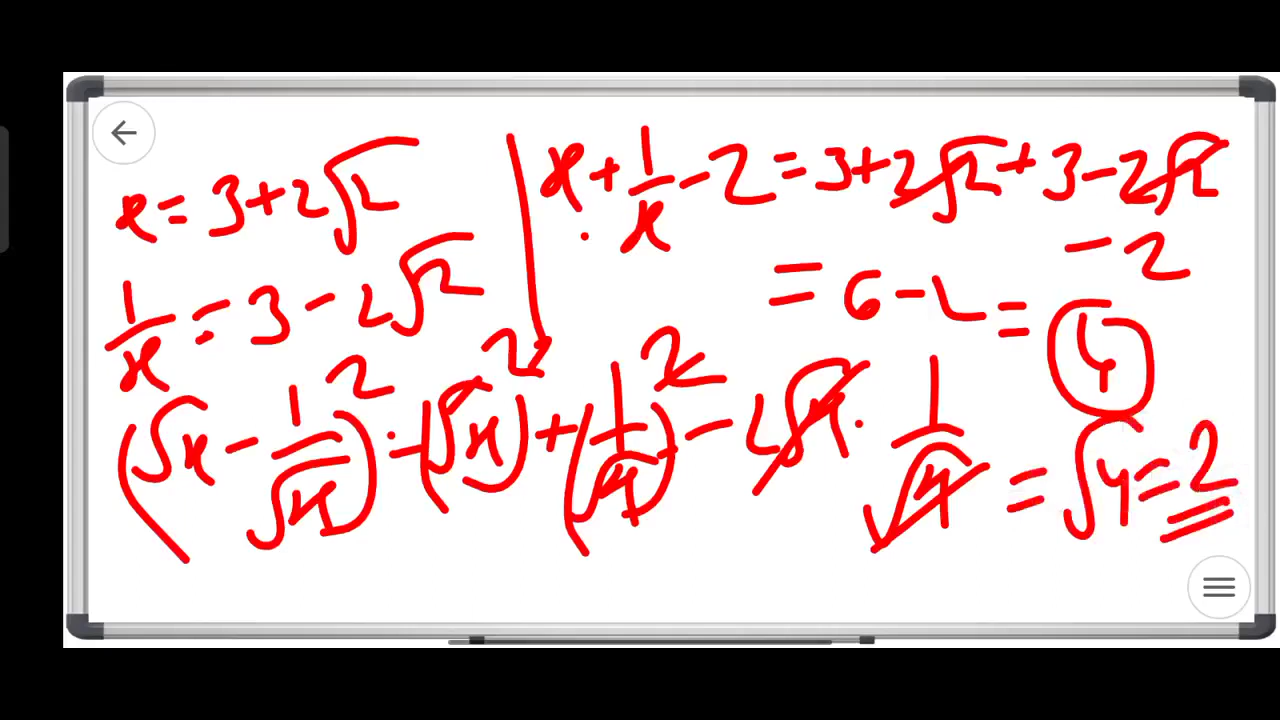 x = 3+2√2
1/x = 3 - 2√2
x + 1/x - 2 = 3+2√2 + 3 - 2√2
- 2
= 6 - 2 = 4
(√x - 1/√x)² = (√x)² + (1/√x)² - 2√x · 1/√x = √4 = 2